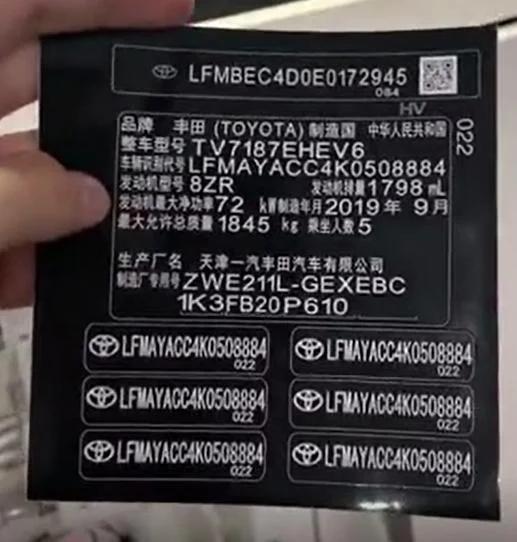 LFMBEC4D0E0172945
084
HV
品牌 丰田 (TOYOTA) 制造国 中华人民共和国
022
整车型号 TV7187EHEV6
车辆识别代号 LFMAYACC4K0508884
发动机型号 8ZR 发动机排量 1798 mL
发动机最大净功率 72 kW 制造年月 2019 年 9 月
最大允许总质量 1845 kg 乘坐人数 5
生产厂名 天津一汽丰田汽车有限公司
制造厂专用号 ZWE211L-GEXEBC
1K3FB20P610
LFMAYACC4K0508884
022
LFMAYACC4K0508884
022
LFMAYACC4K0508884
022
LFMAYACC4K0508884
022
LFMAYACC4K0508884
022
LFMAYACC4K0508884
022